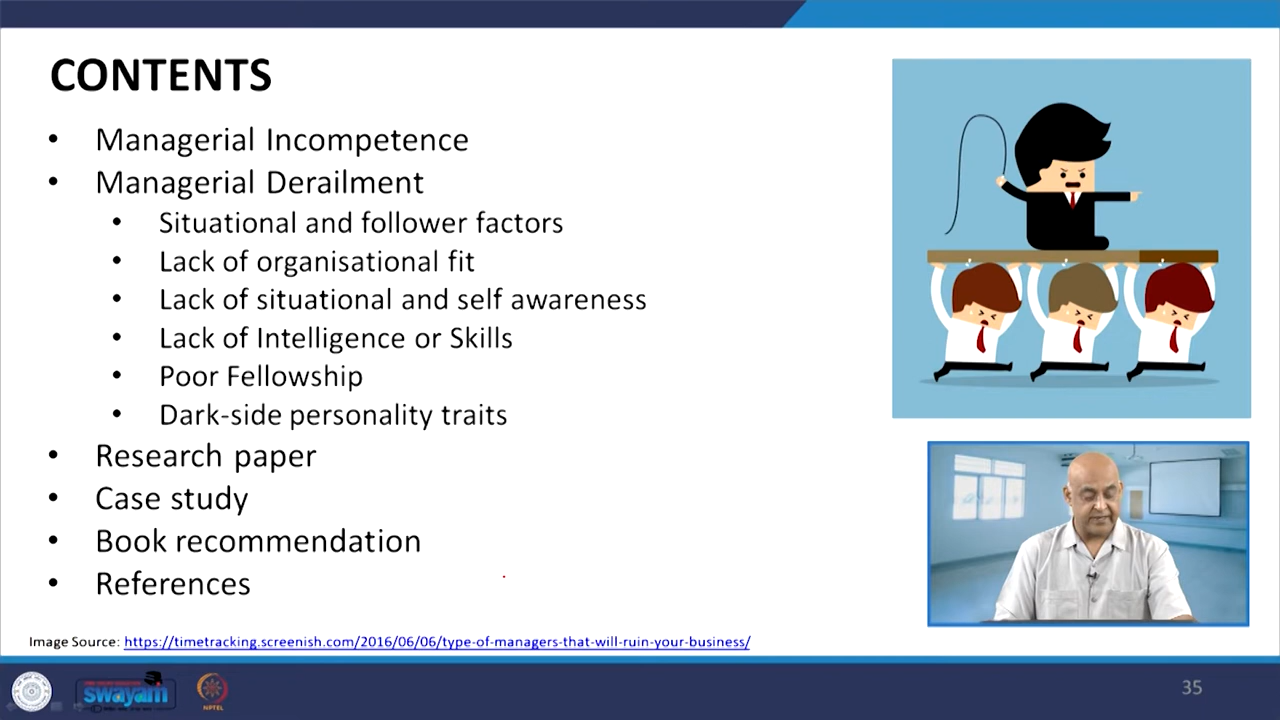 CONTENTS
• Managerial Incompetence
• Managerial Derailment
• Situational and follower factors
• Lack of organisational fit
• Lack of situational and self awareness
• Lack of Intelligence or Skills
• Poor Fellowship
• Dark-side personality traits
• Research paper
• Case study
• Book recommendation
• References
Image Source: https://timetracking.screenish.com/2016/06/06/type-of-managers-that-will-ruin-your-business/
swayam
NPTEL
35